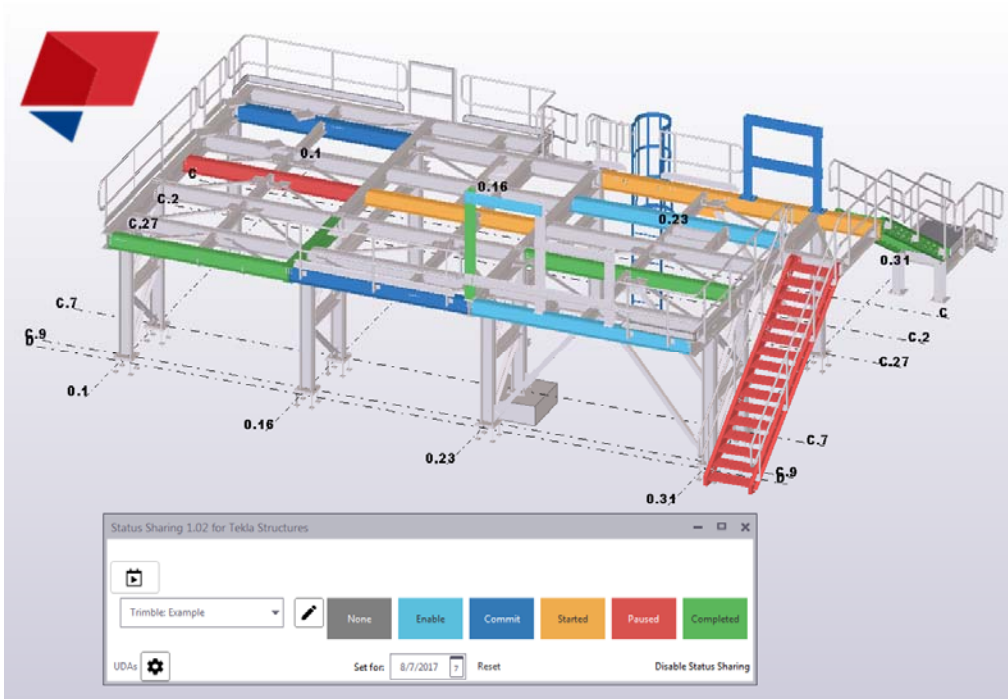 0.1
C
0.16
C.2
0.23
C.27
0.31
C.7
C
C.2
C.9
D
C.27
0.1
0.16
C.7
0.23
C.9
D
0.31
Status Sharing 1.02 for Tekla Structures
Trimble: Example
None
Enable
Commit
Started
Paused
Completed
UDAs
Set for:
8/7/2017
7
Reset
Disable Status Sharing